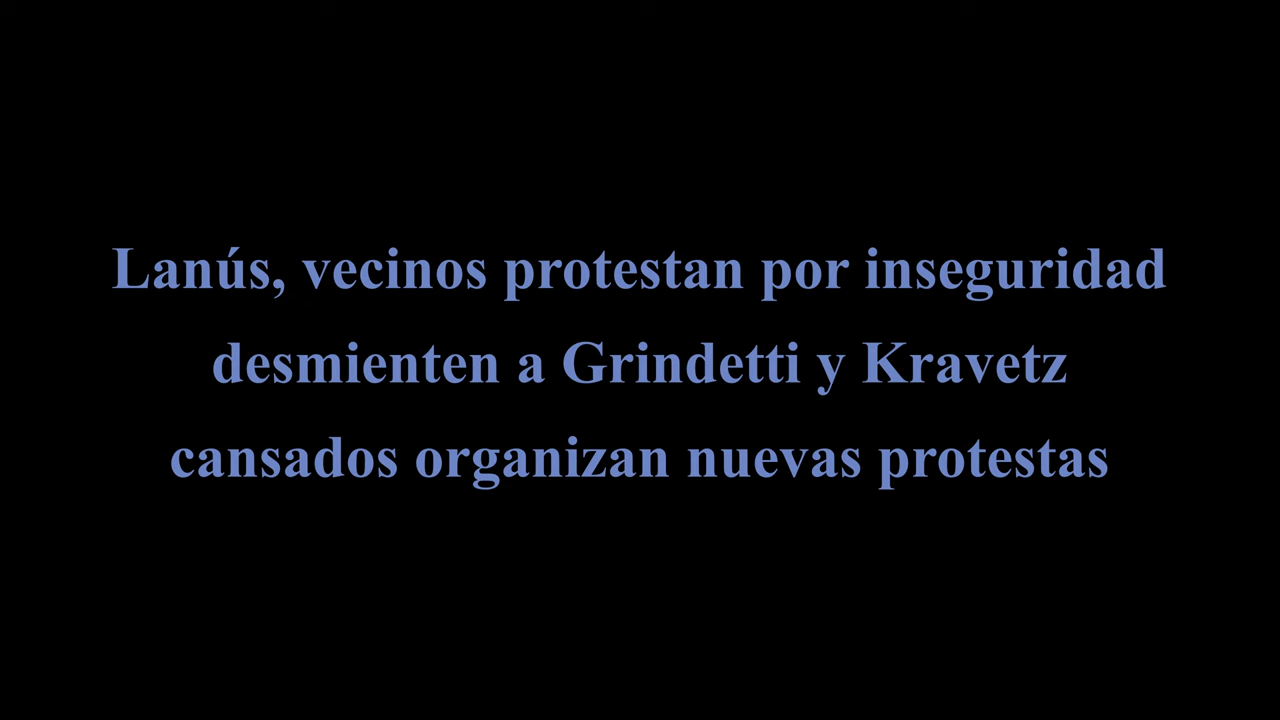 Lanús, vecinos protestan por inseguridad
desmienten a Grindetti y Kravetz
cansados organizan nuevas protestas